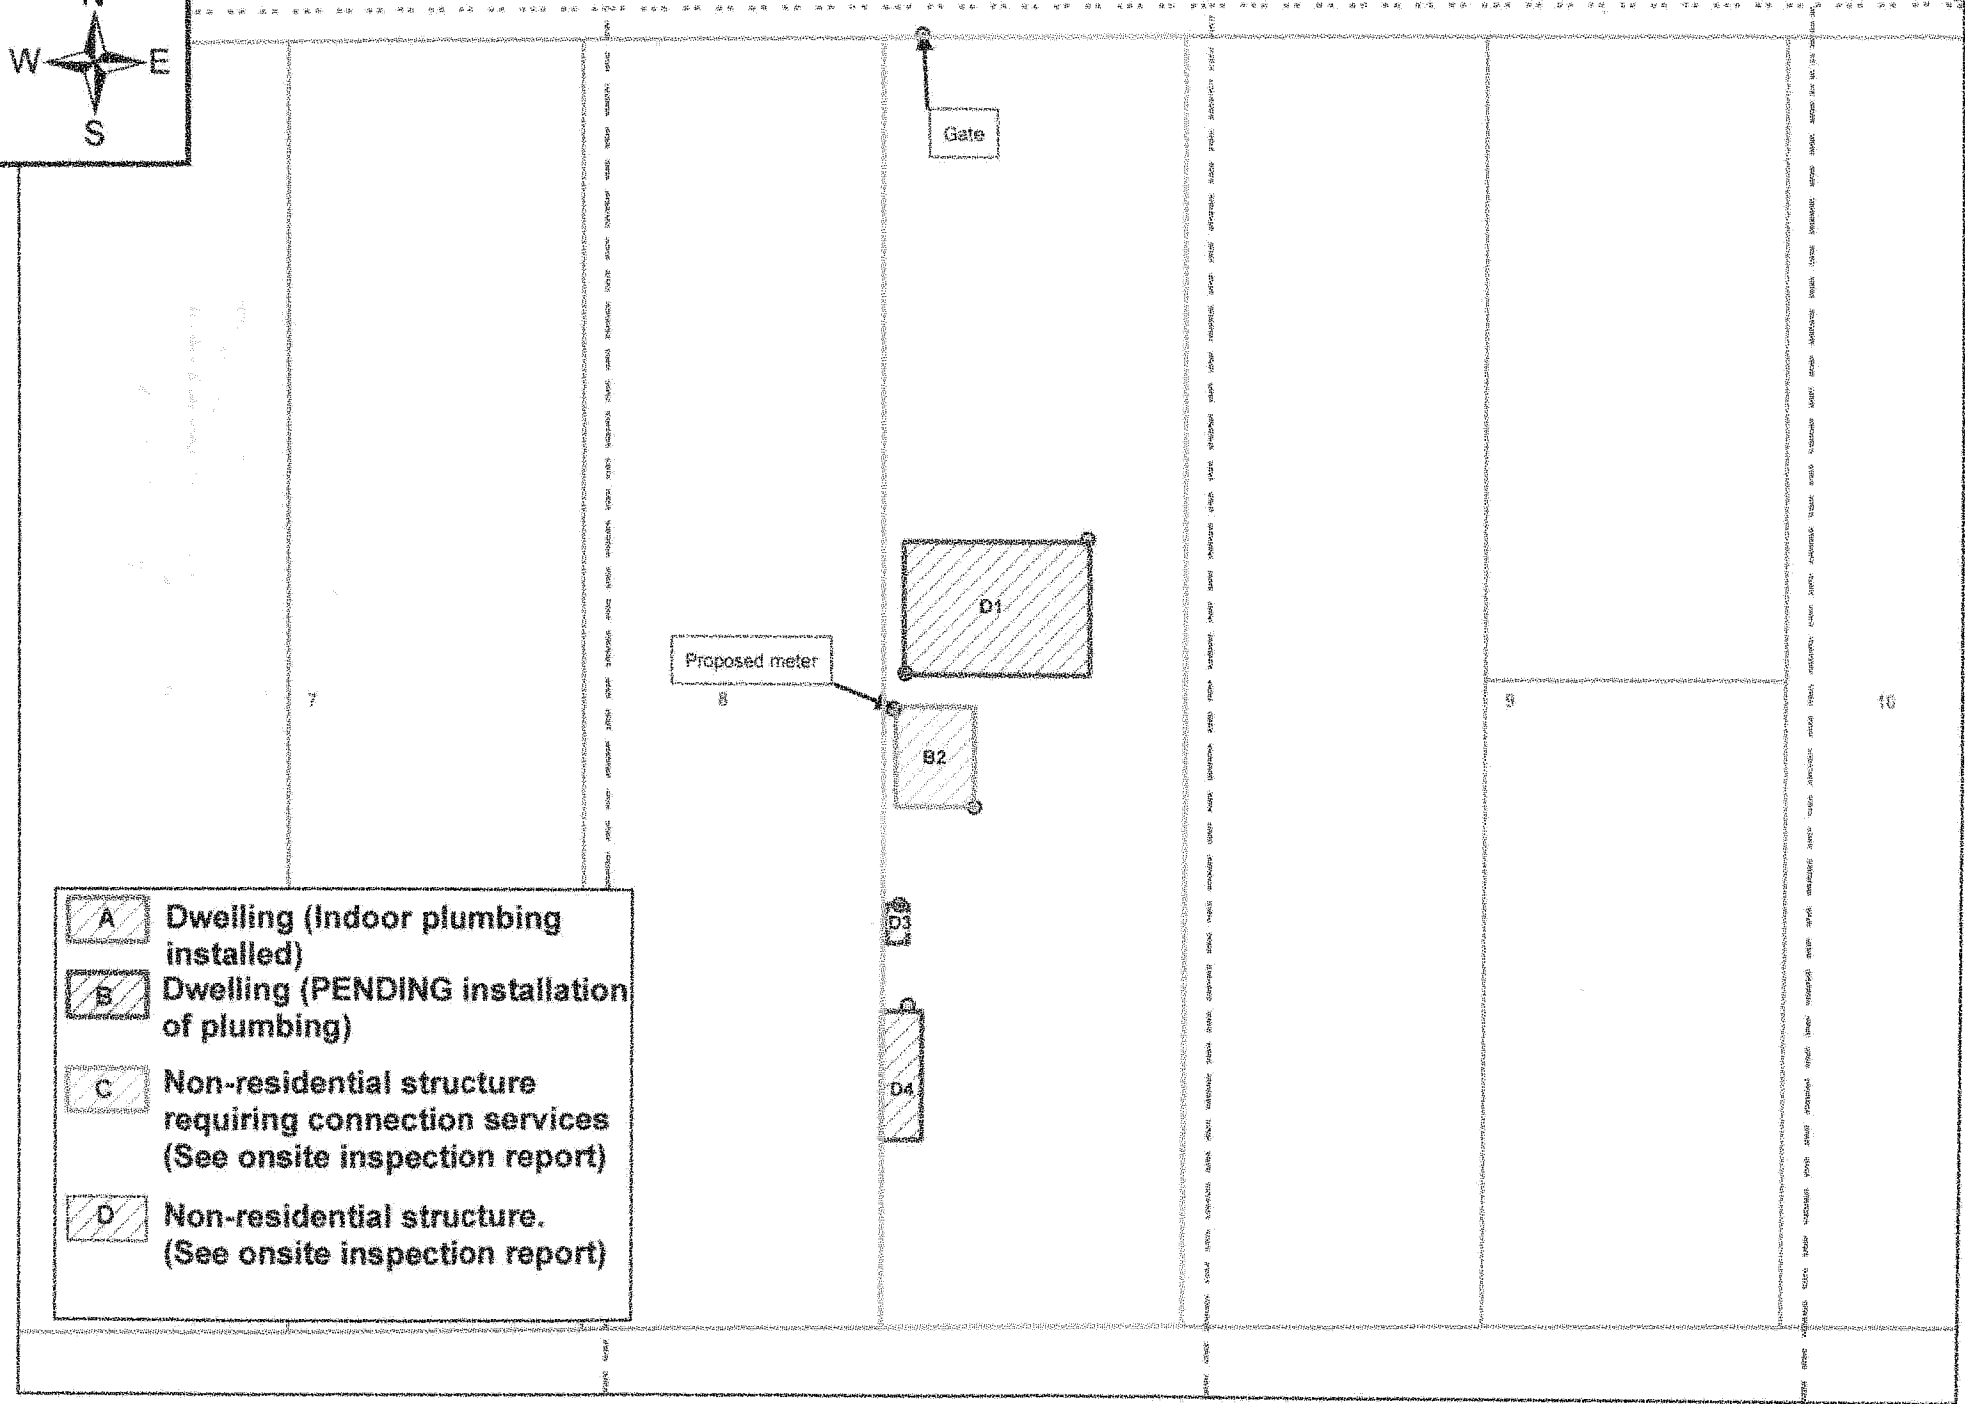 N
W E
S
Gate
D1
Proposed meter
7
8
9
10
B2
D3
D4
A Dwelling (Indoor plumbing
installed)
B Dwelling (PENDING installation
of plumbing)
C Non-residential structure
requiring connection services
(See onsite inspection report)
D Non-residential structure.
(See onsite inspection report)